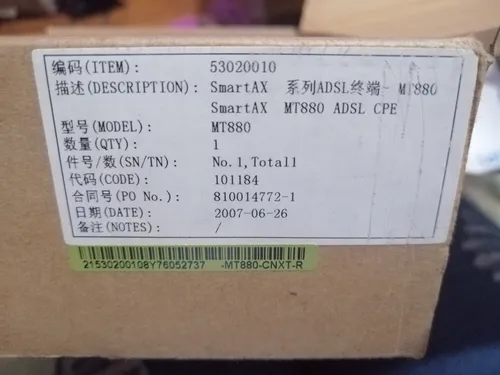 编码(ITEM): 53020010
描述(DESCRIPTION): SmartAX 系列ADSL终端- MT880
SmartAX MT880 ADSL CPE
型号(MODEL): MT880
数量(QTY): 1
件号/数(SN/TN): No.1,Total1
代码(CODE): 101184
合同号(PO No.): 810014772-1
日期(DATE): 2007-06-26
备注(NOTES): /
21530200108Y76052737 -MT880-CNXT-R